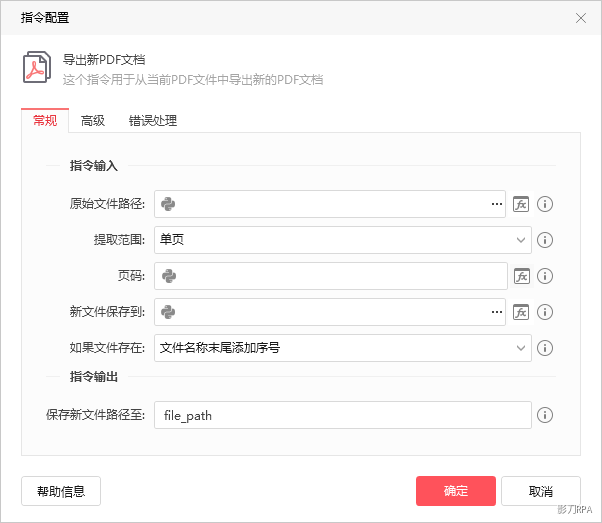 指令配置
导出新PDF文档
这个指令用于从当前PDF文件中导出新的PDF文档
常规 高级 错误处理
指令输入
原始文件路径: ... fx
提取范围: 单页
页码: fx
新文件保存到: ... fx
如果文件存在: 文件名称末尾添加序号
指令输出
保存新文件路径至: file_path
帮助信息 确定 取消
影刀RPA